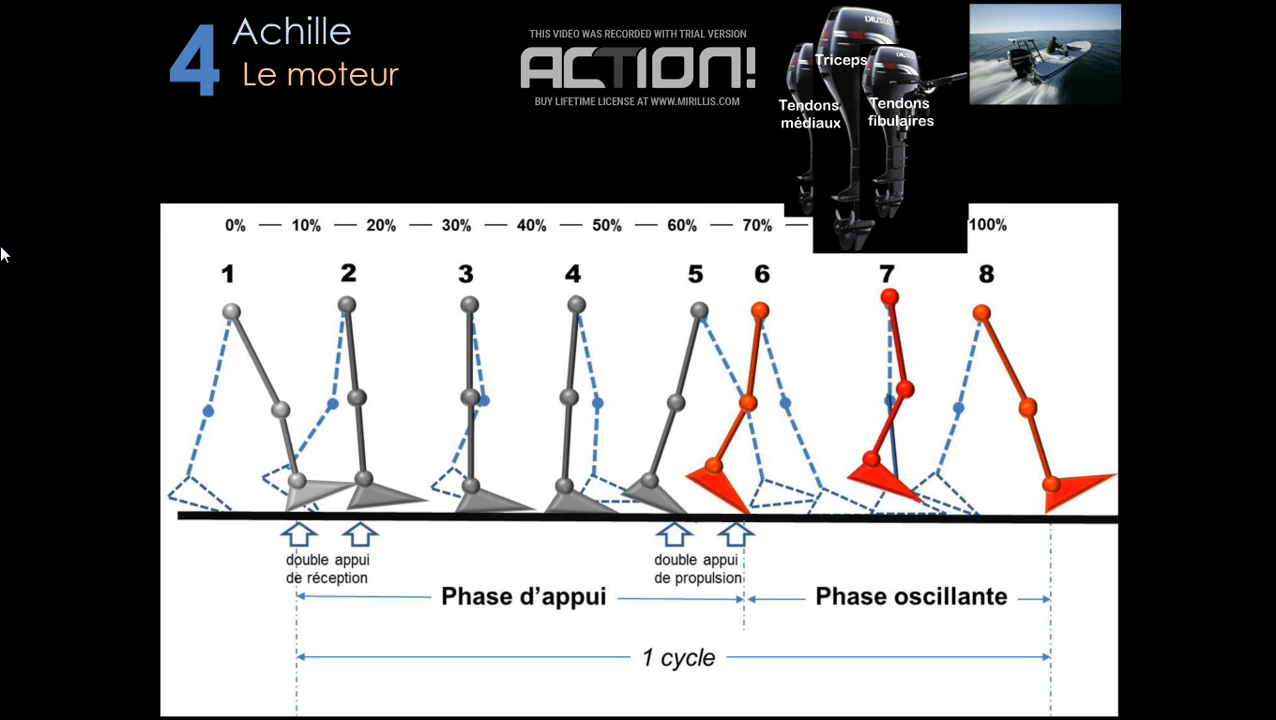 4
Achille
Le moteur
THIS VIDEO WAS RECORDED WITH TRIAL VERSION
ACTION!
BUY LIFETIME LICENSE AT WWW.MIRILLIS.COM
Triceps
Tendons
médiaux
Tendons
fibulaires
0% — 10% — 20% — 30% — 40% — 50% — 60% — 70% — 100%
1 2 3 4 5 6 7 8
double appui
de réception
double appui
de propulsion
Phase d'appui
Phase oscillante
1 cycle